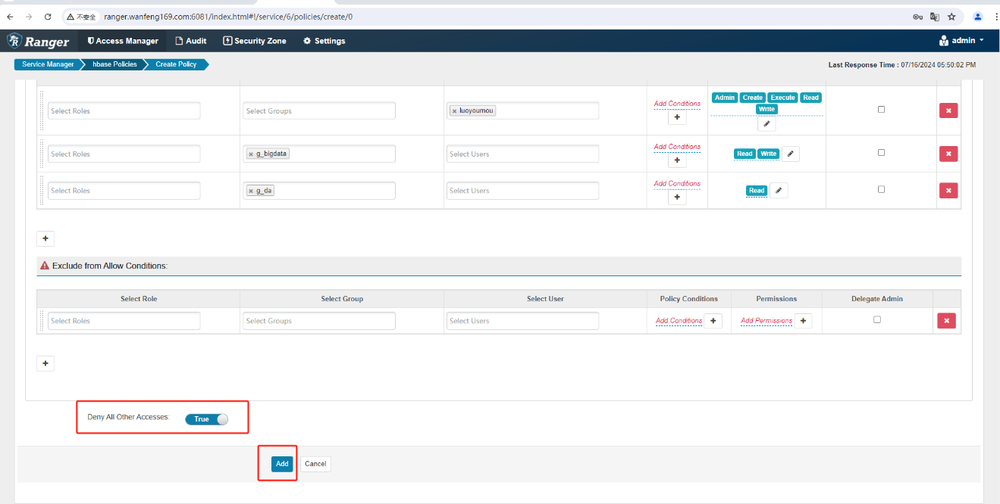 不安全 ranger.wanfeng169.com:6081/index.html#!/service/6/policies/create/0
Ranger Access Manager Audit Security Zone Settings admin
Service Manager hbase Policies Create Policy Last Response Time : 07/16/2024 05:50:02 PM
Select Roles Select Groups × luoyoumou Add Conditions + Admin Create Execute Read Write
Select Roles × g_bigdata Select Users Add Conditions + Read Write
Select Roles × g_da Select Users Add Conditions + Read
+
Exclude from Allow Conditions:
Select Role Select Group Select User Policy Conditions Permissions Delegate Admin
Select Roles Select Groups Select Users Add Conditions + Add Permissions +
+
Deny All Other Accesses: True
Add Cancel